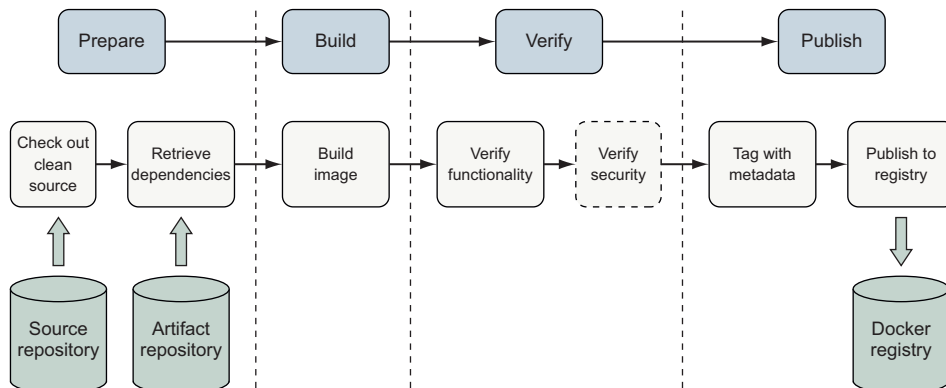 Prepare
Build
Verify
Publish
Check out
clean
source
Retrieve
dependencies
Build
image
Verify
functionality
Verify
security
Tag with
metadata
Publish to
registry
Source
repository
Artifact
repository
Docker
registry